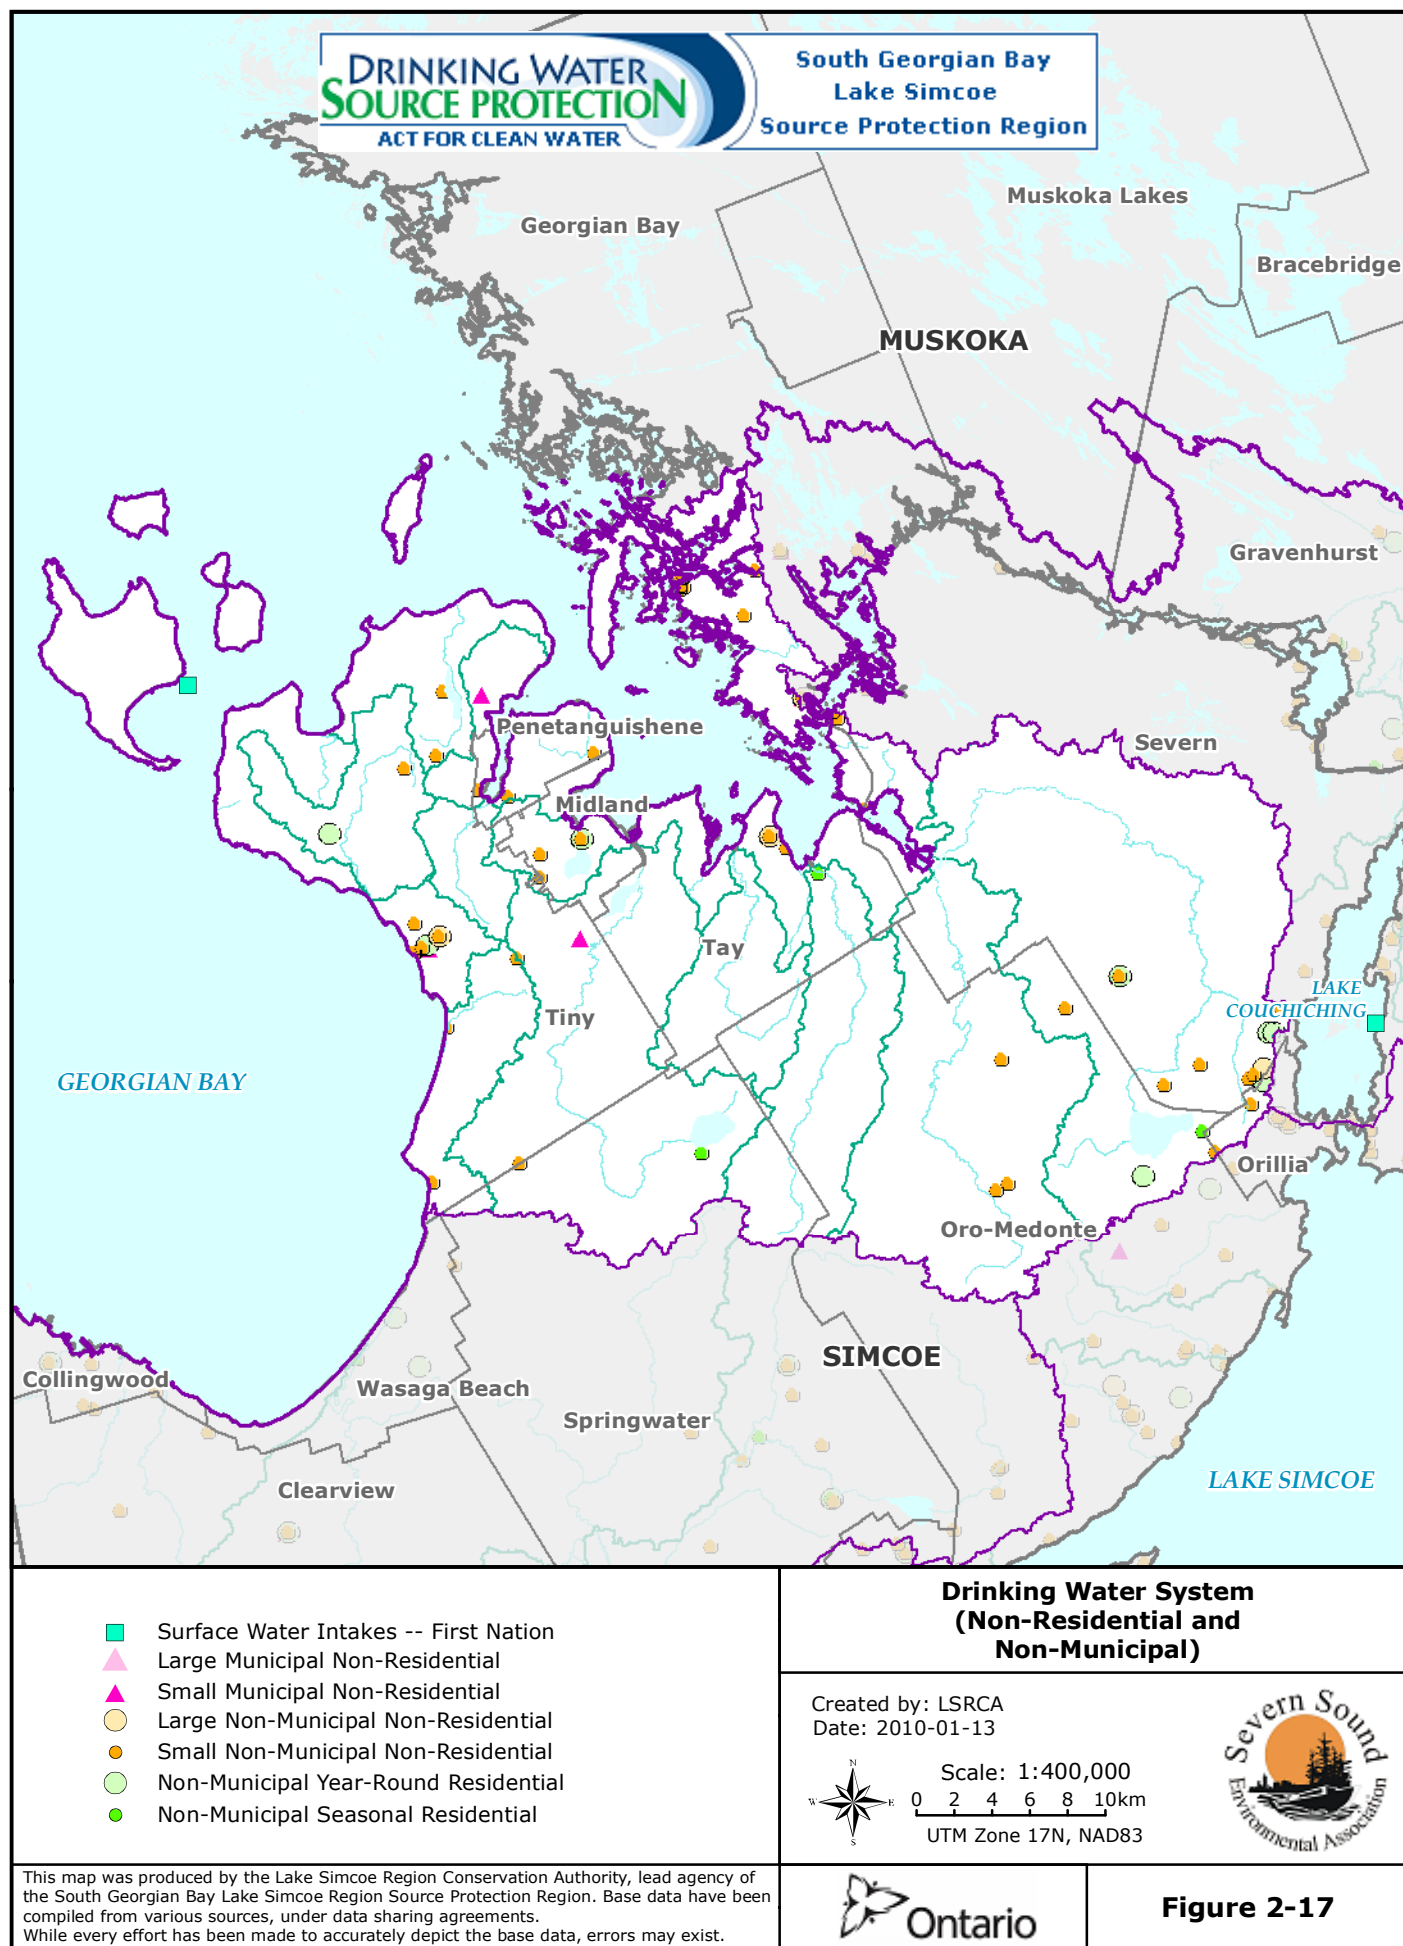 DRINKING WATER
SOURCE PROTECTION
ACT FOR CLEAN WATER
South Georgian Bay
Lake Simcoe
Source Protection Region
Muskoka Lakes
Georgian Bay
Bracebridge
MUSKOKA
Gravenhurst
Penetanguishene
Severn
Midland
Tay
LAKE
COUCHICHING
Tiny
GEORGIAN BAY
Orillia
Oro-Medonte
SIMCOE
Collingwood
Wasaga Beach
Springwater
LAKE SIMCOE
Clearview
Surface Water Intakes -- First Nation
Large Municipal Non-Residential
Small Municipal Non-Residential
Large Non-Municipal Non-Residential
Small Non-Municipal Non-Residential
Non-Municipal Year-Round Residential
Non-Municipal Seasonal Residential
Drinking Water System
(Non-Residential and
Non-Municipal)
Created by: LSRCA
Date: 2010-01-13
N
W E
S
Scale: 1:400,000
0 2 4 6 8 10km
UTM Zone 17N, NAD83
Severn Sound
Environmental Association
This map was produced by the Lake Simcoe Region Conservation Authority, lead agency of
the South Georgian Bay Lake Simcoe Region Source Protection Region. Base data have been
compiled from various sources, under data sharing agreements.
While every effort has been made to accurately depict the base data, errors may exist.
Ontario
Figure 2-17